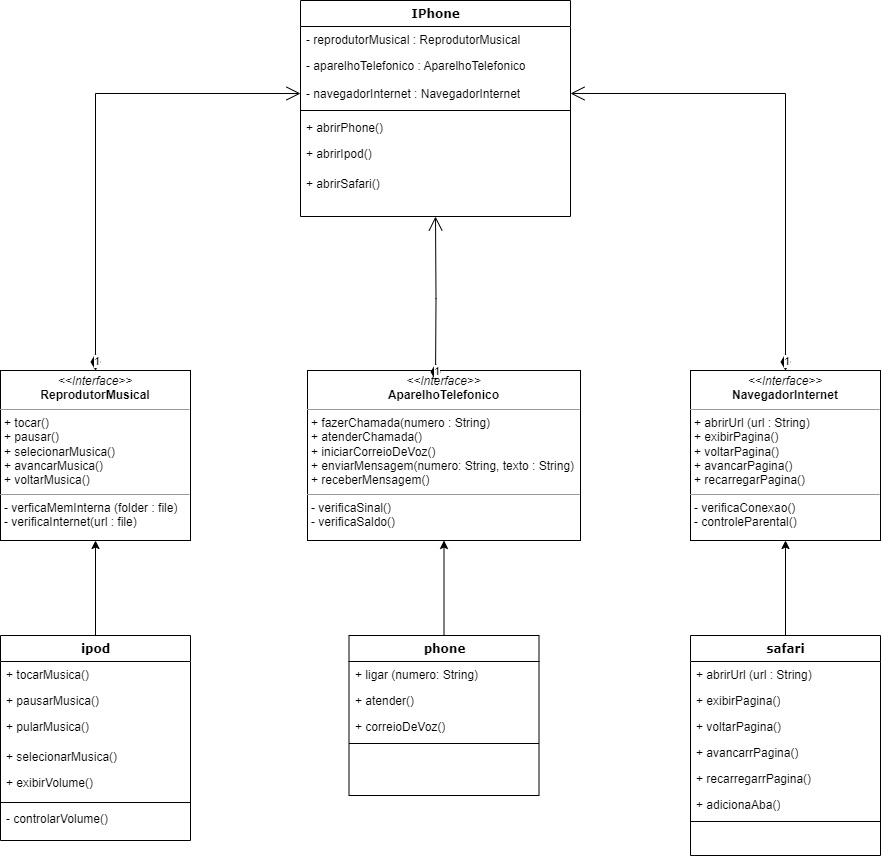 IPhone
- reprodutorMusical : ReprodutorMusical
- aparelhoTelefonico : AparelhoTelefonico
- navegadorInternet : NavegadorInternet
+ abrirPhone()
+ abrirIpod()
+ abrirSafari()
1
<<Interface>>
ReprodutorMusical
+ tocar()
+ pausar()
+ selecionarMusica()
+ avancarMusica()
+ voltarMusica()
- verficaMemInterna (folder : file)
- verificaInternet(url : file)
1
<<Interface>>
AparelhoTelefonico
+ fazerChamada(numero : String)
+ atenderChamada()
+ iniciarCorreioDeVoz()
+ enviarMensagem(numero: String, texto : String)
+ receberMensagem()
- verificaSinal()
- verificaSaldo()
1
<<Interface>>
NavegadorInternet
+ abrirUrl (url : String)
+ exibirPagina()
+ voltarPagina()
+ avancarPagina()
+ recarregarPagina()
- verificaConexao()
- controleParental()
ipod
+ tocarMusica()
+ pausarMusica()
+ pularMusica()
+ selecionarMusica()
+ exibirVolume()
- controlarVolume()
phone
+ ligar (numero: String)
+ atender()
+ correioDeVoz()
safari
+ abrirUrl (url : String)
+ exibirPagina()
+ voltarPagina()
+ avancarrPagina()
+ recarregarrPagina()
+ adicionaAba()